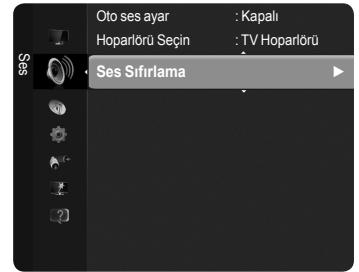 Ses
Oto ses ayar : Kapalı
Hoparlörü Seçin : TV Hoparlörü
Ses Sıfırlama